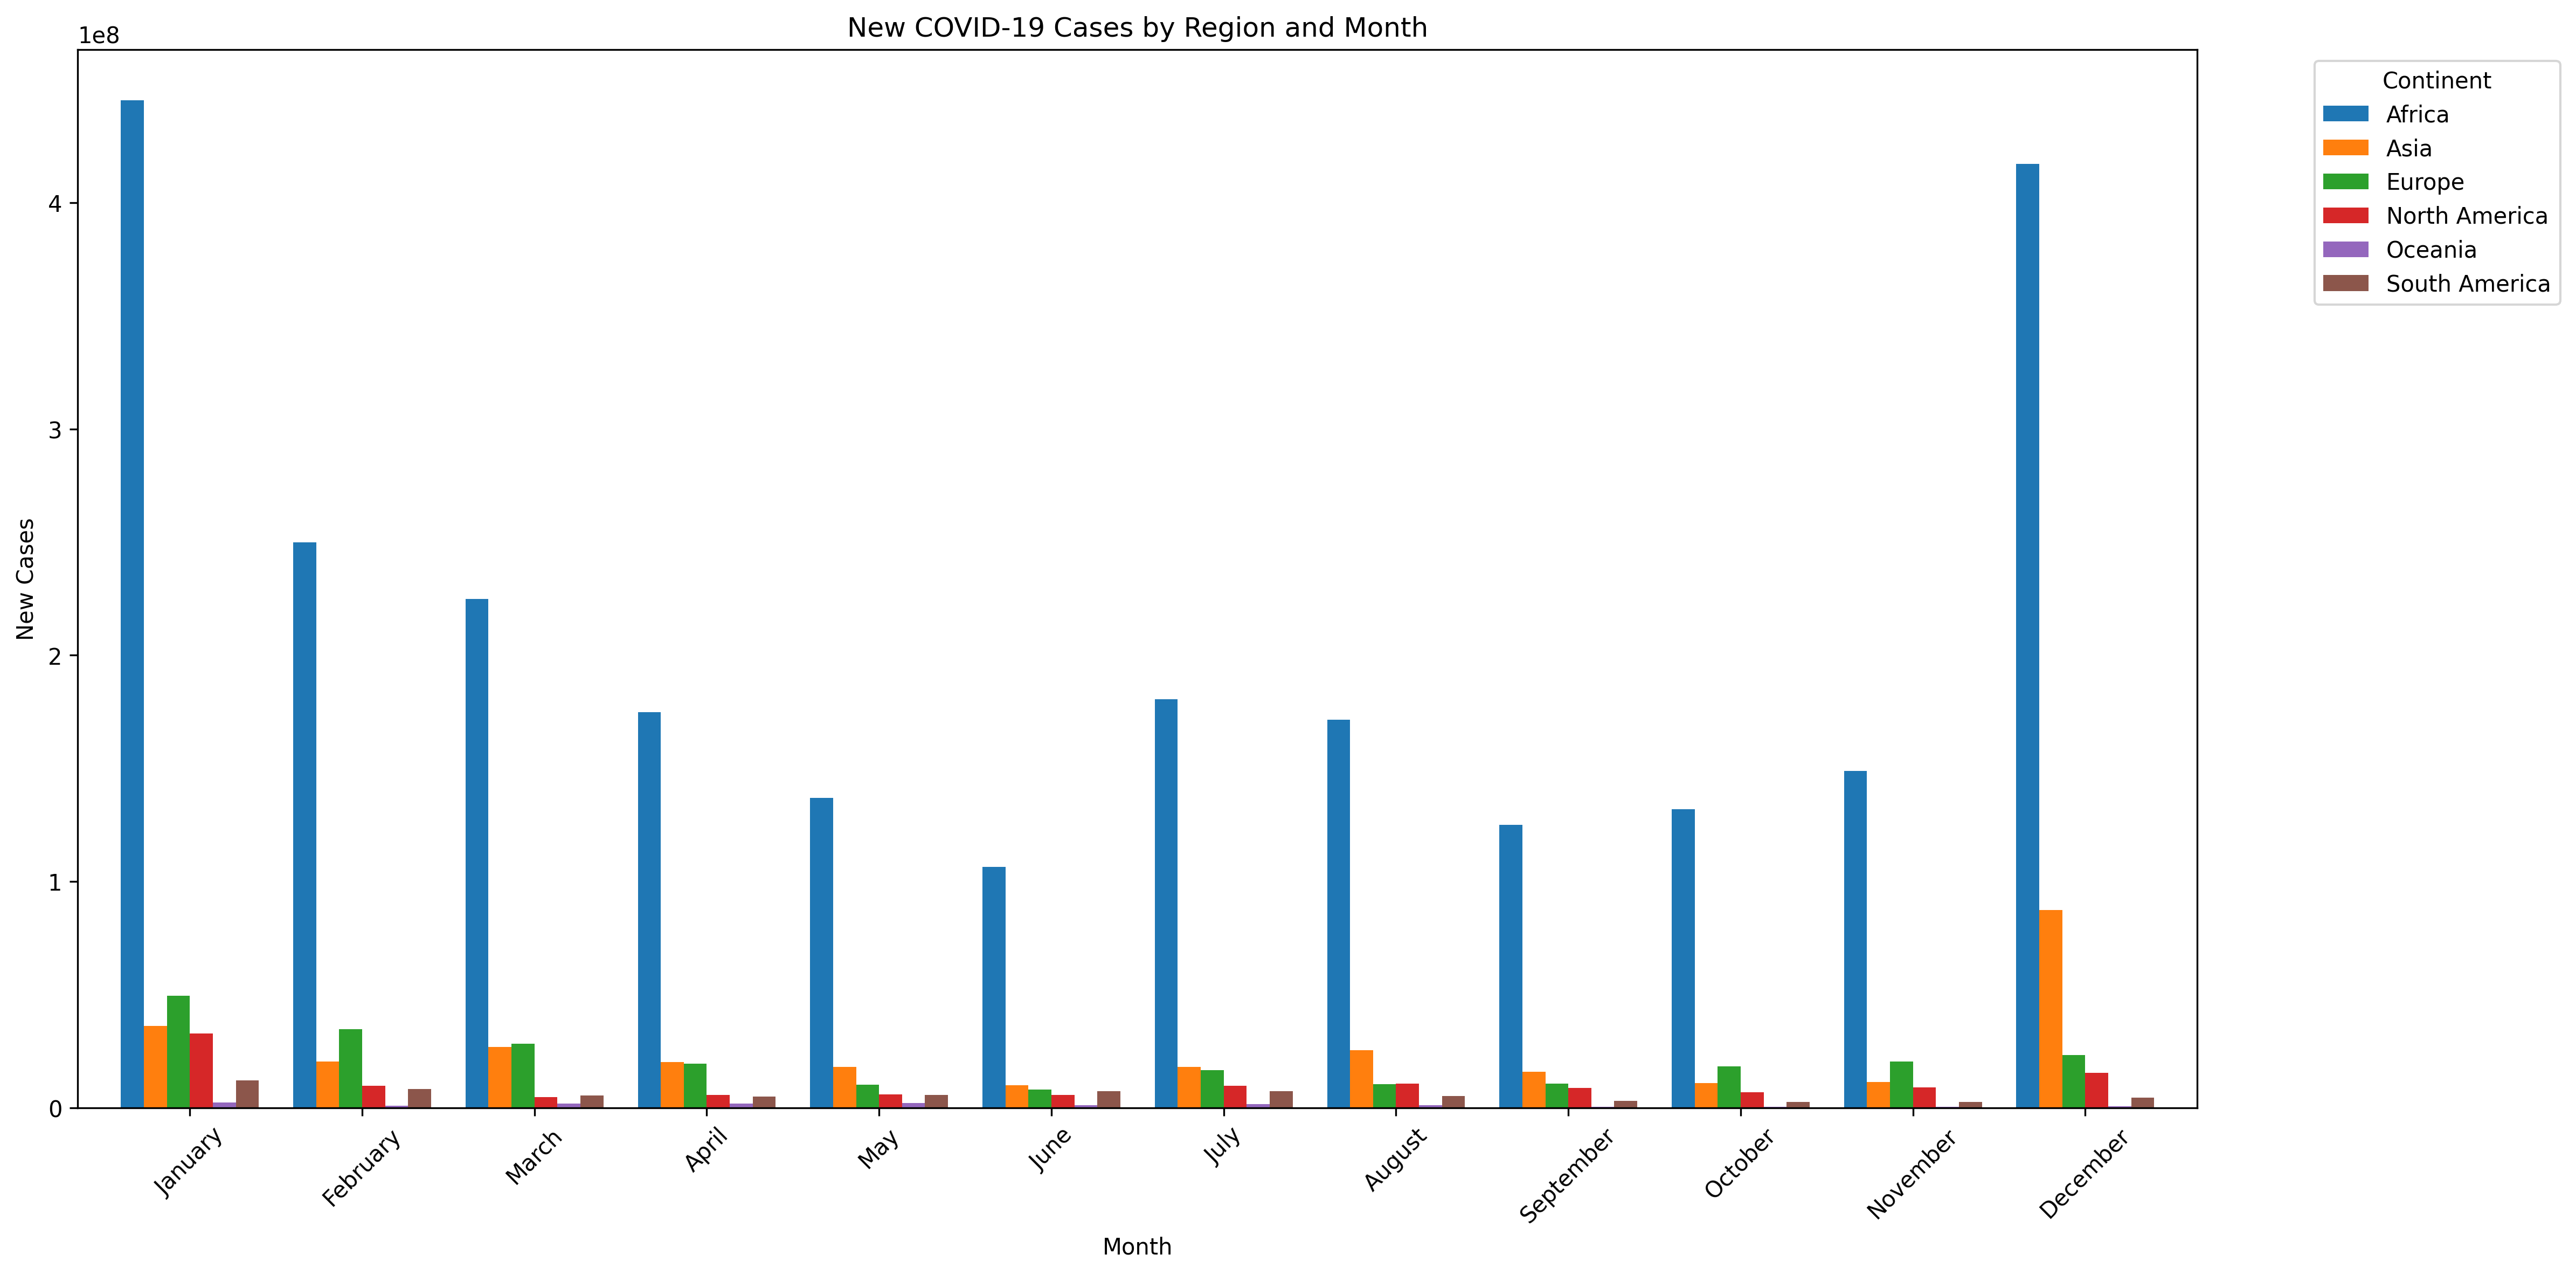 New COVID-19 Cases by Region and Month
1e8
4
3
2
1
0
New Cases
January
February
March
April
May
June
July
August
September
October
November
December
Month
Continent
Africa
Asia
Europe
North America
Oceania
South America